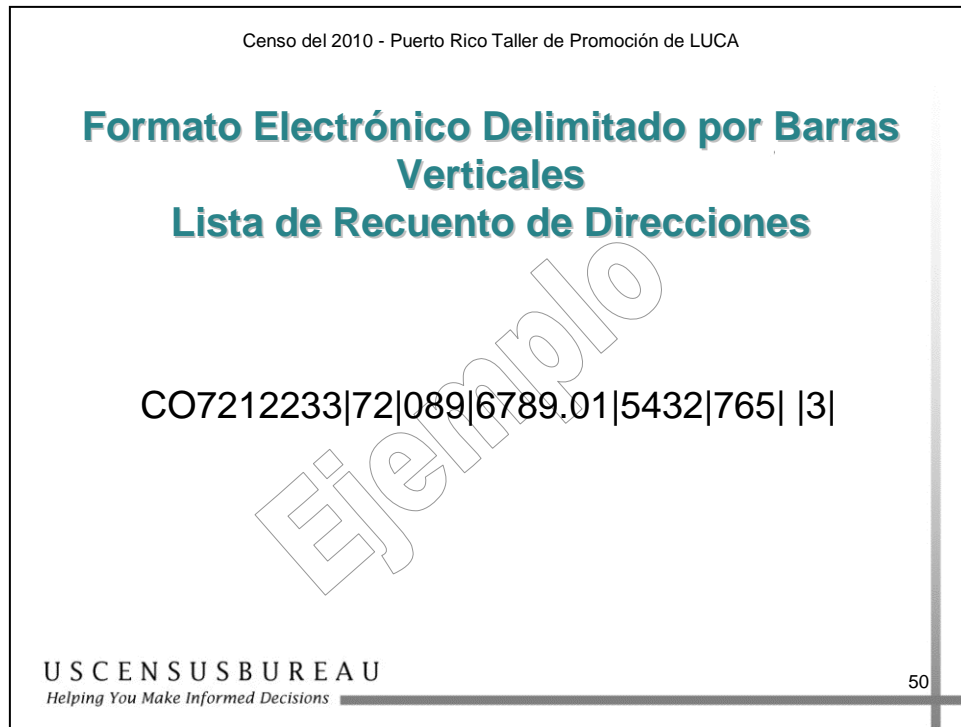 Censo del 2010 - Puerto Rico Taller de Promoción de LUCA
Formato Electrónico Delimitado por Barras
Verticales
Lista de Recuento de Direcciones
Ejemplo
CO7212233|72|089|6789.01|5432|765| |3|
USCENSUSBUREAU
Helping You Make Informed Decisions
50